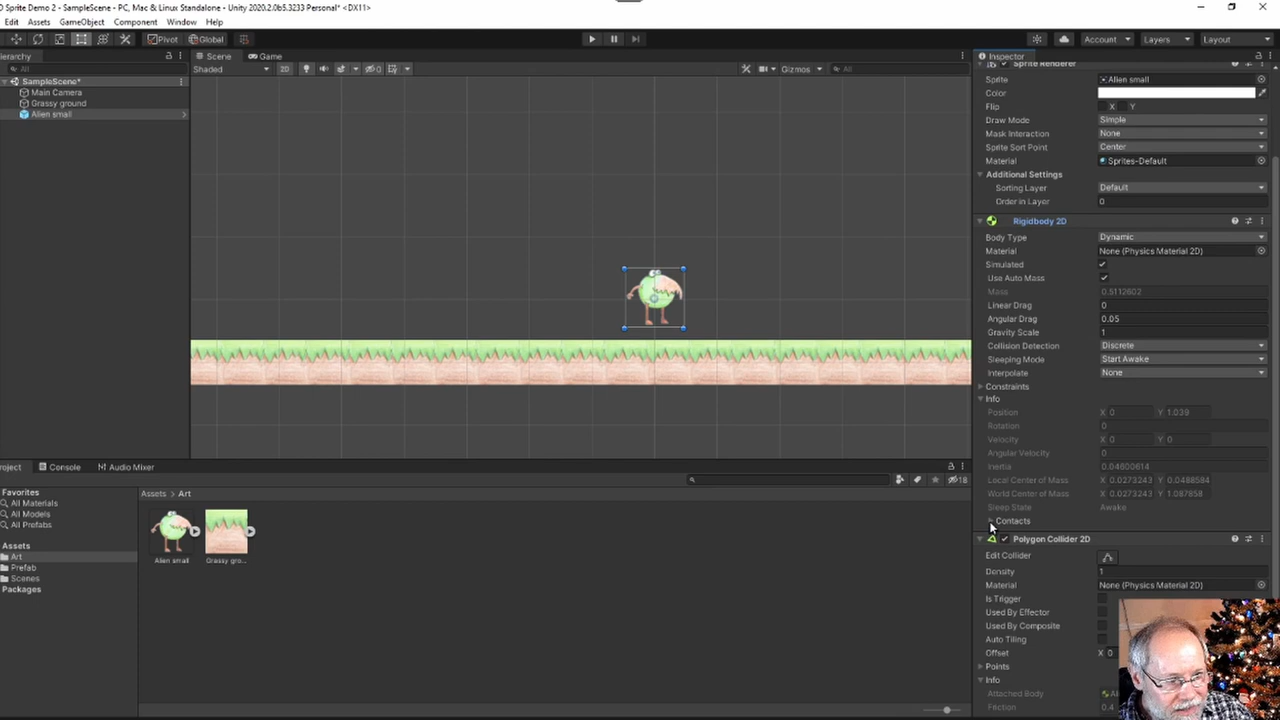 D Sprite Demo 2 - SampleScene - PC, Mac & Linux Standalone - Unity 2020.2.0b5.3233 Personal* <DX11>
Edit Assets GameObject Component Window Help
Pivot Global Account Layers Layout
ierarchy Scene Game Inspector
All Shaded 2D 0 Gizmos All
SampleScene*
Main Camera
Grassy ground
Alien small
Sprite Renderer
Sprite Alien small
Color
Flip X Y
Draw Mode Simple
Mask Interaction None
Sprite Sort Point Center
Material Sprites-Default
Additional Settings
Sorting Layer Default
Order in Layer 0
Rigidbody 2D
Body Type Dynamic
Material None (Physics Material 2D)
Simulated
Use Auto Mass
Mass 0.5112602
Linear Drag 0
Angular Drag 0.05
Gravity Scale 1
Collision Detection Discrete
Sleeping Mode Start Awake
Interpolate None
Constraints
Info
Position X 0 Y 1.039
Rotation 0
Velocity X 0 Y 0
Angular Velocity 0
Inertia 0.04600614
Local Center of Mass X 0.0273243 Y 0.0488594
World Center of Mass X 0.0273243 Y 1.087858
Sleep State Awake
Contacts
Polygon Collider 2D
Edit Collider
Density 1
Material None (Physics Material 2D)
Is Trigger
Used By Effector
Used By Composite
Auto Tiling
Offset X 0
Points
Info
Attached Body Al
Friction 0.4
roject Console Audio Mixer
18
Favorites
All Materials
All Models
All Prefabs
Assets
Art
Prefab
Scenes
Packages
Assets > Art
Alien small Grassy gro...